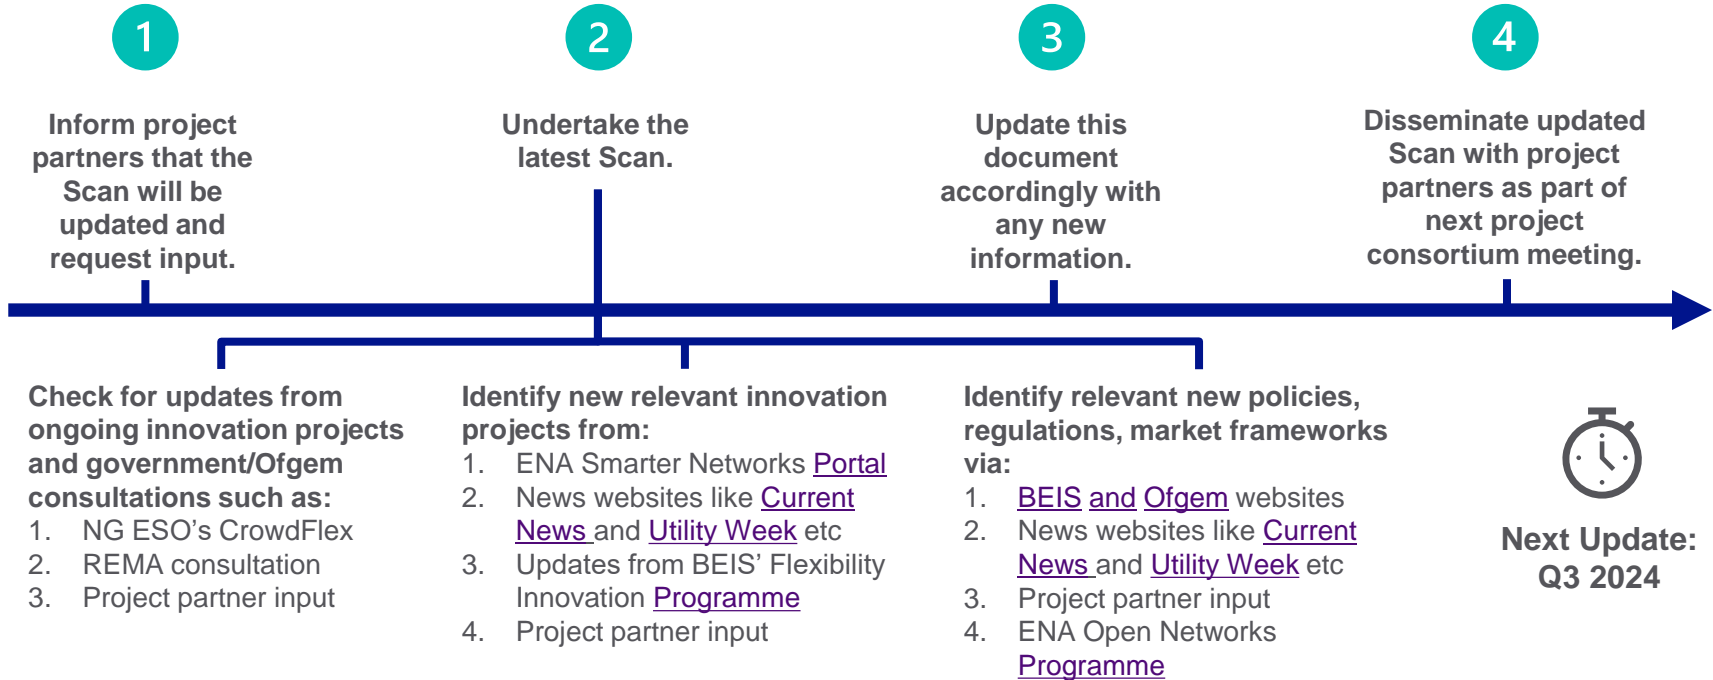 1
Inform project
partners that the
Scan will be
updated and
request input.
2
Undertake the
latest Scan.
3
Update this
document
accordingly with
any new
information.
4
Disseminate updated
Scan with project
partners as part of
next project
consortium meeting.
Check for updates from
ongoing innovation projects
and government/Ofgem
consultations such as:
1. NG ESO’s CrowdFlex
2. REMA consultation
3. Project partner input
Identify new relevant innovation
projects from:
1. ENA Smarter Networks Portal
2. News websites like Current
News and Utility Week etc
3. Updates from BEIS’ Flexibility
Innovation Programme
4. Project partner input
Identify relevant new policies,
regulations, market frameworks
via:
1. BEIS and Ofgem websites
2. News websites like Current
News and Utility Week etc
3. Project partner input
4. ENA Open Networks
Programme
Next Update:
Q3 2024